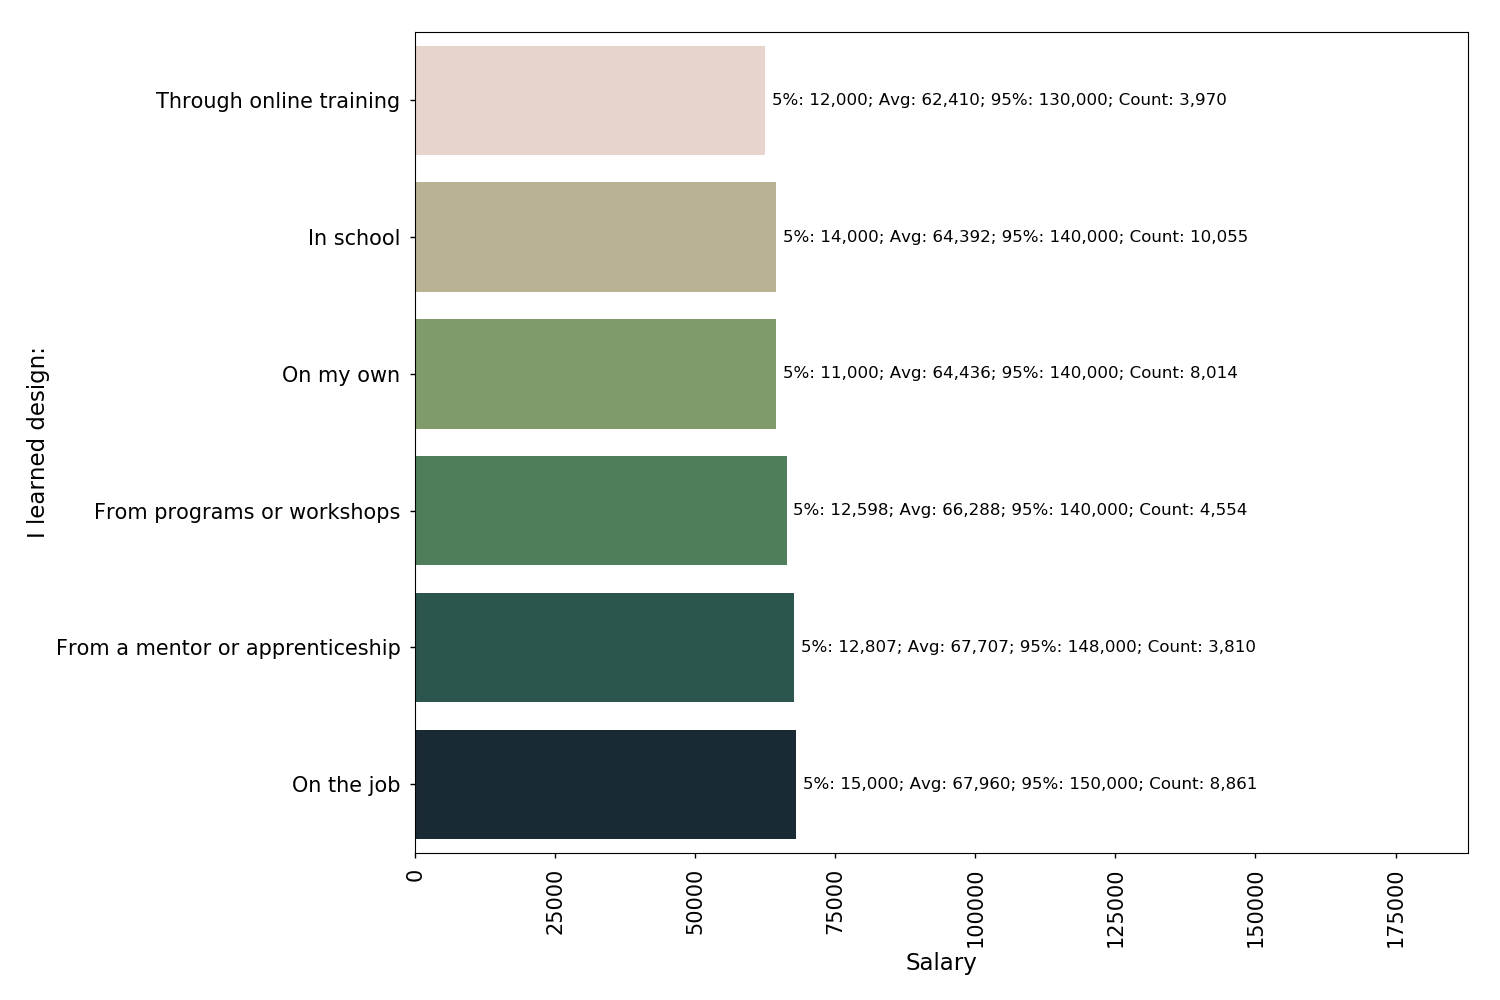 I learned design:
Through online training
5%: 12,000; Avg: 62,410; 95%: 130,000; Count: 3,970
In school
5%: 14,000; Avg: 64,392; 95%: 140,000; Count: 10,055
On my own
5%: 11,000; Avg: 64,436; 95%: 140,000; Count: 8,014
From programs or workshops
5%: 12,598; Avg: 66,288; 95%: 140,000; Count: 4,554
From a mentor or apprenticeship
5%: 12,807; Avg: 67,707; 95%: 148,000; Count: 3,810
On the job
5%: 15,000; Avg: 67,960; 95%: 150,000; Count: 8,861
0
25000
50000
75000
100000
125000
150000
175000
Salary